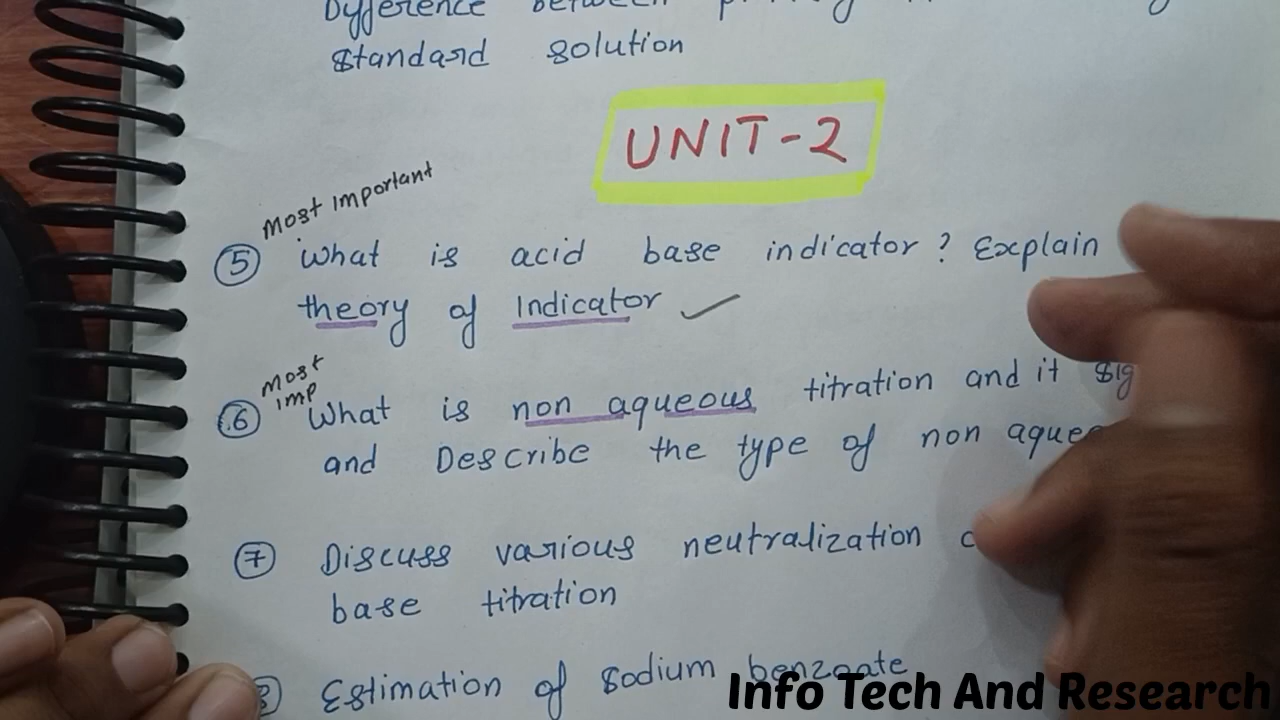 Difference between
standard solution
UNIT-2
Most Important
5 What is acid base indicator? Explain
theory of Indicator
Most
imp
6 What is non aqueous titration and it
and Describe the type of non
7 Discuss various neutralization
base titration
Estimation of sodium benzoate
Info Tech And Research